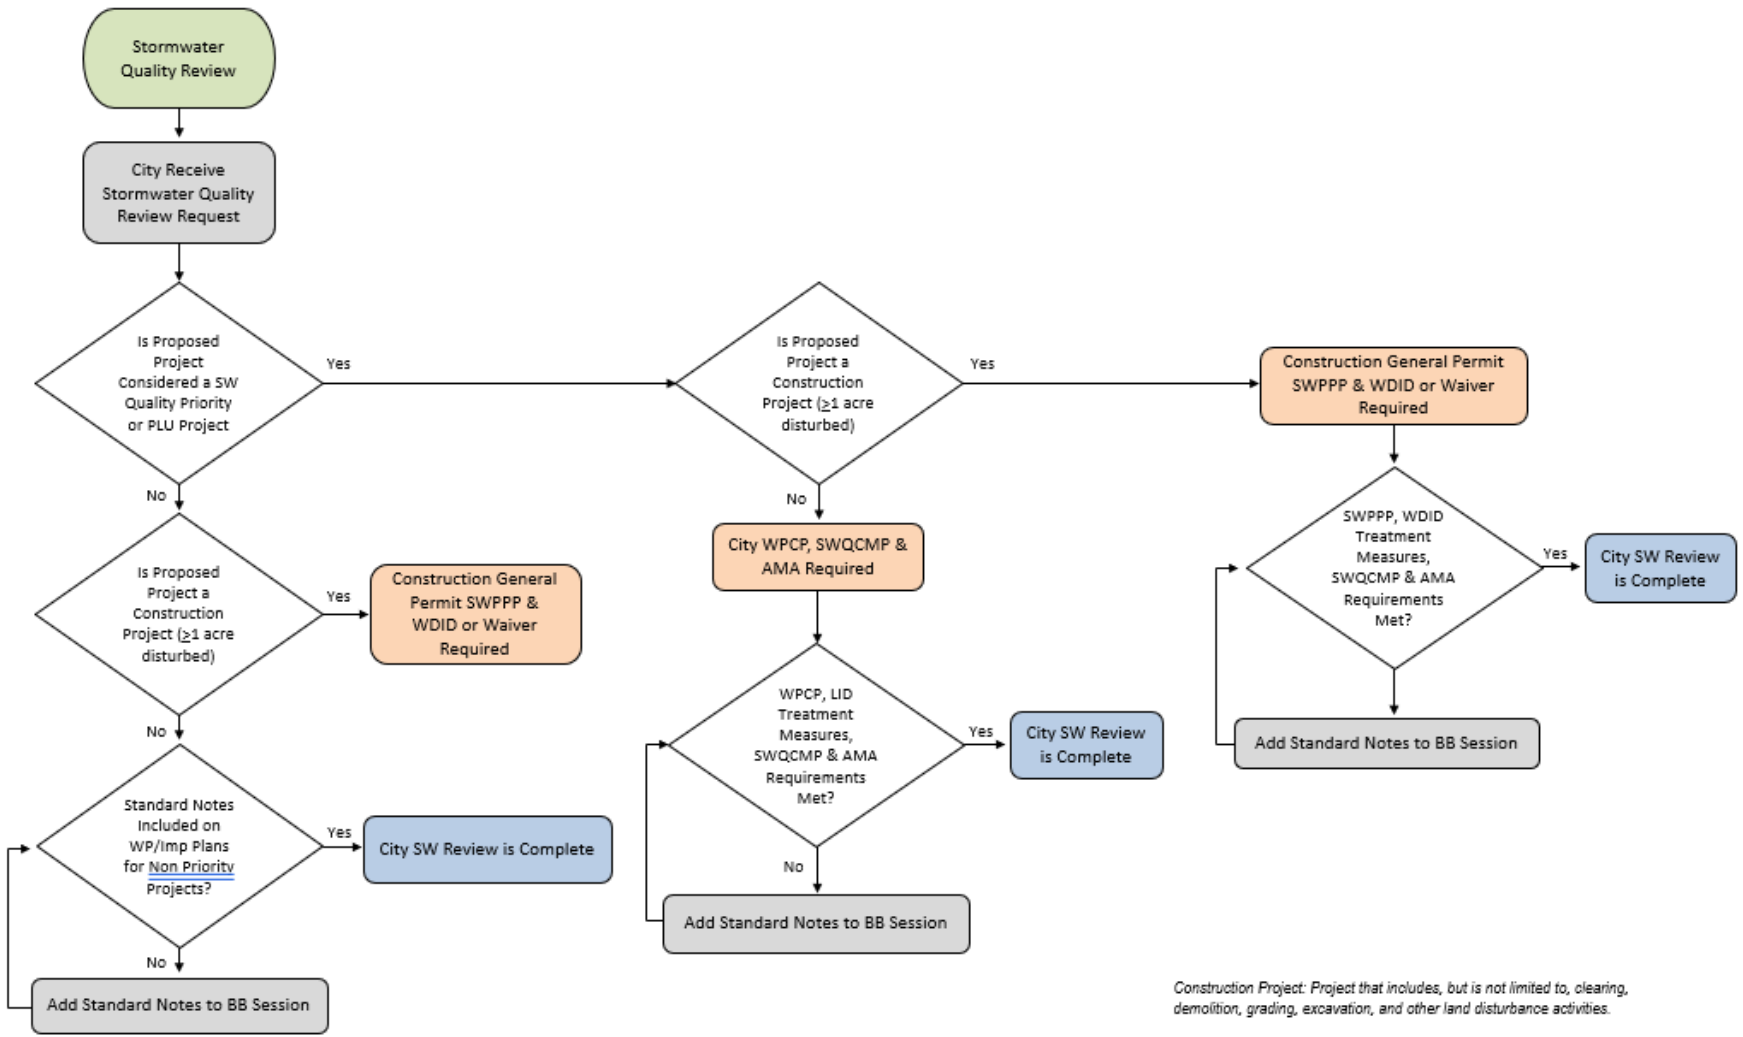 Stormwater
Quality Review
City Receive
Stormwater Quality
Review Request
Is Proposed
Project
Considered a SW
Quality Priority
or PLU Project
Yes
No
Is Proposed
Project a
Construction
Project (≥1 acre
disturbed)
Yes
No
Construction General
Permit SWPPP &
WDID or Waiver
Required
Standard Notes
Included on
WP/Imp Plans
for Non Priority
Projects?
Yes
No
City SW Review is Complete
Add Standard Notes to BB Session
Is Proposed
Project a
Construction
Project (≥1 acre
disturbed)
Yes
No
City WPCP, SWQCMP &
AMA Required
WPCP, LID
Treatment
Measures,
SWQCMP & AMA
Requirements
Met?
Yes
No
City SW Review
is Complete
Add Standard Notes to BB Session
Construction General Permit
SWPPP & WDID or Waiver
Required
SWPPP, WDID
Treatment
Measures,
SWQCMP & AMA
Requirements
Met?
Yes
City SW Review
is Complete
Add Standard Notes to BB Session
Construction Project: Project that includes, but is not limited to, clearing,
demolition, grading, excavation, and other land disturbance activities.